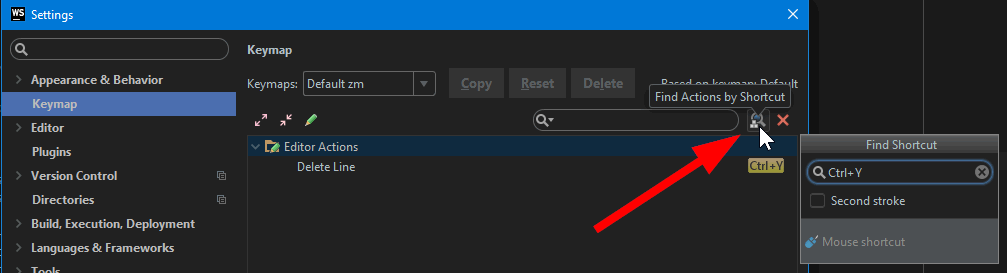 WS Settings
Keymap
Appearance & Behavior
Keymaps: Default zm Copy Reset Delete Based on keymap: Default
Keymap
Find Actions by Shortcut
Editor
Find Shortcut
Editor Actions
Plugins
Delete Line Ctrl+Y
Ctrl+Y
Version Control
Second stroke
Directories
Build, Execution, Deployment
Mouse shortcut
Languages & Frameworks
Tools